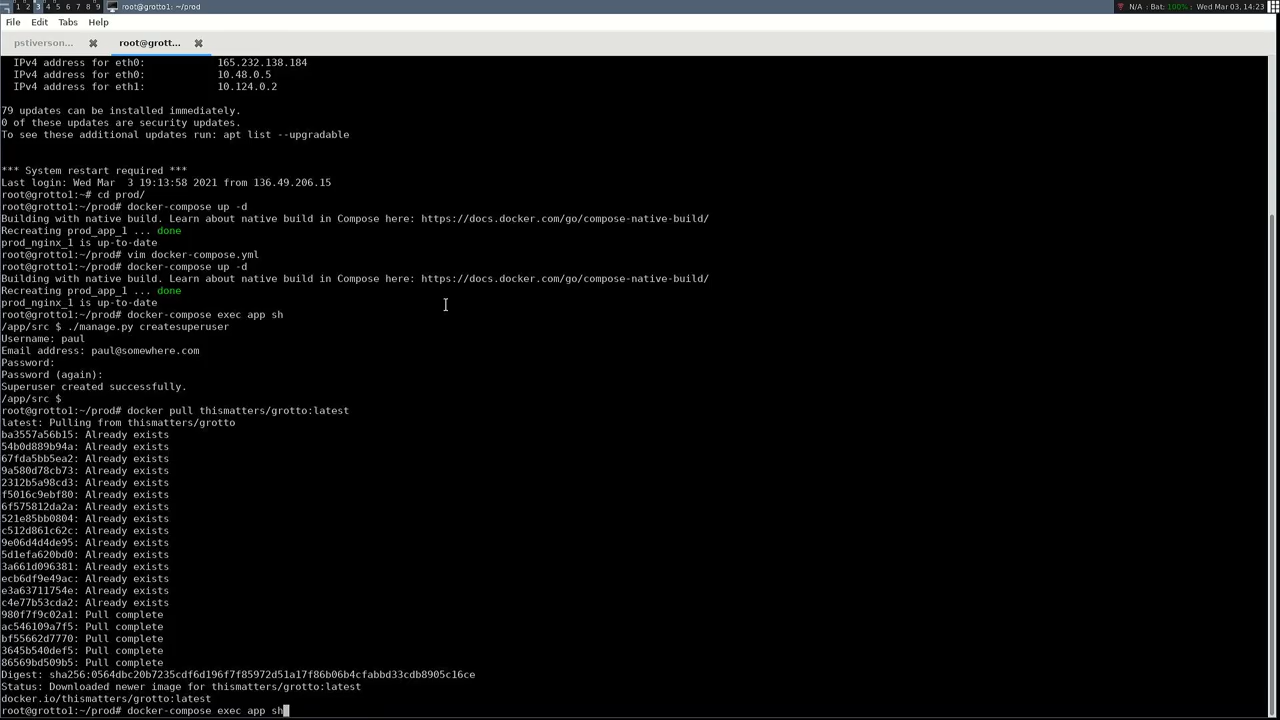 1 2 3 4 5 6 7 8 9 root@grotto1: ~/prod N/A : Bat: 100% : Wed Mar 03, 14:23
File Edit Tabs Help
pstiverson... root@grott...
IPv4 address for eth0: 165.232.138.184
IPv4 address for eth0: 10.48.0.5
IPv4 address for eth1: 10.124.0.2
79 updates can be installed immediately.
0 of these updates are security updates.
To see these additional updates run: apt list --upgradable
*** System restart required ***
Last login: Wed Mar  3 19:13:58 2021 from 136.49.206.15
root@grotto1:~# cd prod/
root@grotto1:~/prod# docker-compose up -d
Building with native build. Learn about native build in Compose here: https://docs.docker.com/go/compose-native-build/
Recreating prod_app_1 ... done
prod_nginx_1 is up-to-date
root@grotto1:~/prod# vim docker-compose.yml
root@grotto1:~/prod# docker-compose up -d
Building with native build. Learn about native build in Compose here: https://docs.docker.com/go/compose-native-build/
Recreating prod_app_1 ... done
prod_nginx_1 is up-to-date
root@grotto1:~/prod# docker-compose exec app sh
/app/src $ ./manage.py createsuperuser
Username: paul
Email address: paul@somewhere.com
Password:
Password (again):
Superuser created successfully.
/app/src $
root@grotto1:~/prod# docker pull thismatters/grotto:latest
latest: Pulling from thismatters/grotto
ba3557a56b15: Already exists
54b0d889b94a: Already exists
67fda5bb5ea2: Already exists
9a580d78cb73: Already exists
2312b5a98cd3: Already exists
f5016c9ebf80: Already exists
6f575812da2a: Already exists
521e85bb0804: Already exists
c512d861c62c: Already exists
9e06d4d4de95: Already exists
5d1efa620bd0: Already exists
3a661d096381: Already exists
ecb6df9e49ac: Already exists
e3a63711754e: Already exists
c4e77b53cda2: Already exists
980f7f9c02a1: Pull complete
ac546109a7f5: Pull complete
bf55662d7770: Pull complete
3645b540def5: Pull complete
86569bd509b5: Pull complete
Digest: sha256:0564dbc20b7235cdf6d196f7f85972d51a17f86b06b4cfabbd33cdb8905c16ce
Status: Downloaded newer image for thismatters/grotto:latest
docker.io/thismatters/grotto:latest
root@grotto1:~/prod# docker-compose exec app sh